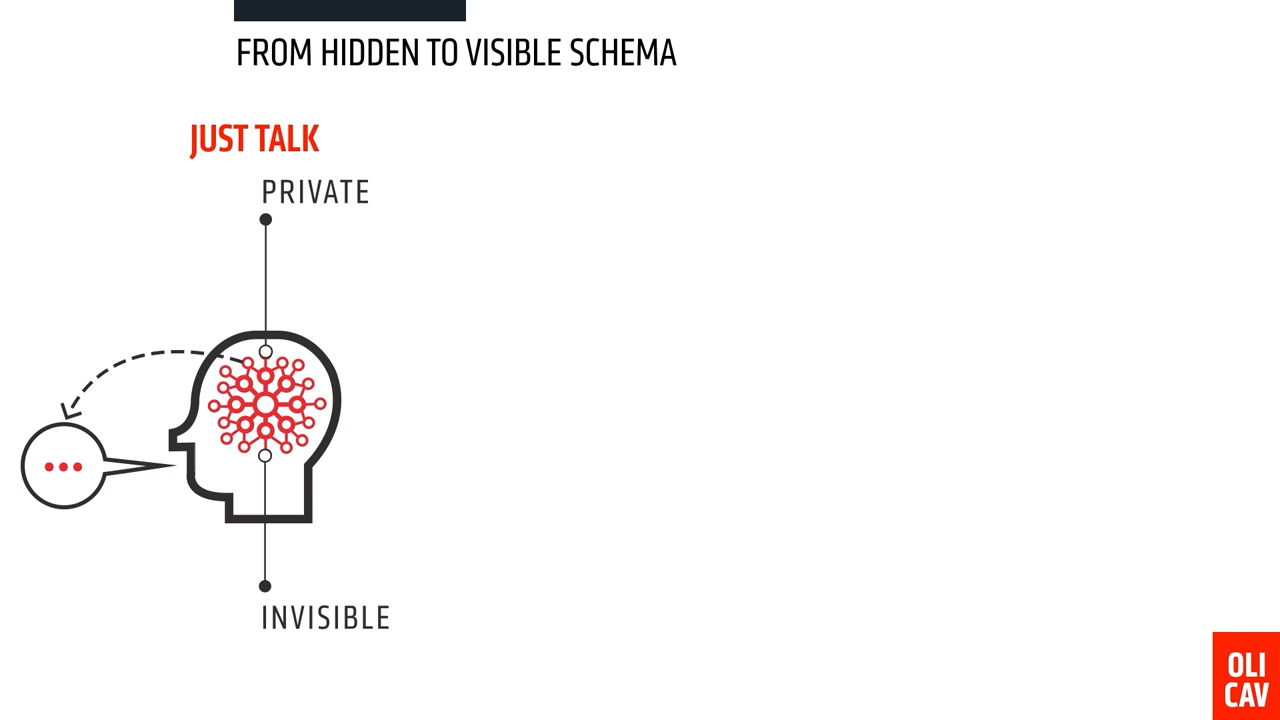 FROM HIDDEN TO VISIBLE SCHEMA
JUST TALK
PRIVATE
INVISIBLE
OLI
CAV